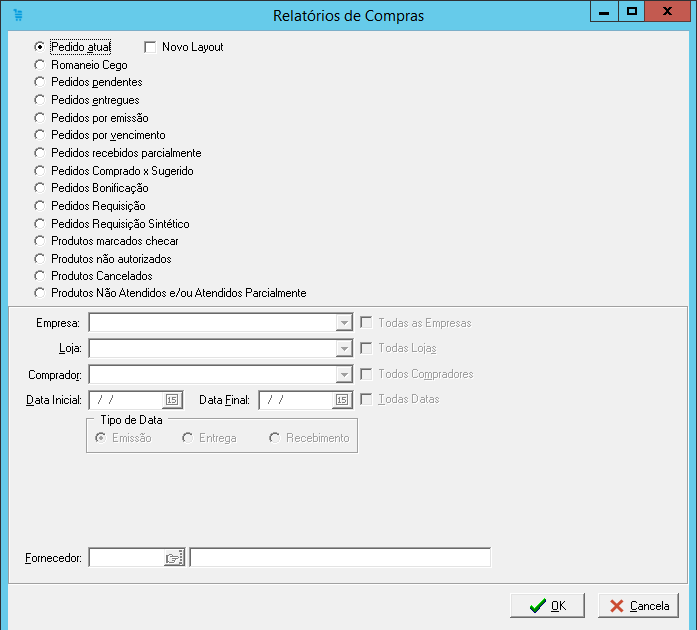 Relatórios de Compras
Pedido atual Novo Layout
Romaneio Cego
Pedidos pendentes
Pedidos entregues
Pedidos por emissão
Pedidos por vencimento
Pedidos recebidos parcialmente
Pedidos Comprado x Sugerido
Pedidos Bonificação
Pedidos Requisição
Pedidos Requisição Sintético
Produtos marcados checar
Produtos não autorizados
Produtos Cancelados
Produtos Não Atendidos e/ou Atendidos Parcialmente
Empresa: Todas as Empresas
Loja: Todas Lojas
Comprador: Todos Compradores
Data Inicial: / / 15 Data Final: / / 15 Todas Datas
Tipo de Data
Emissão Entrega Recebimento
Fornecedor:
OK Cancela